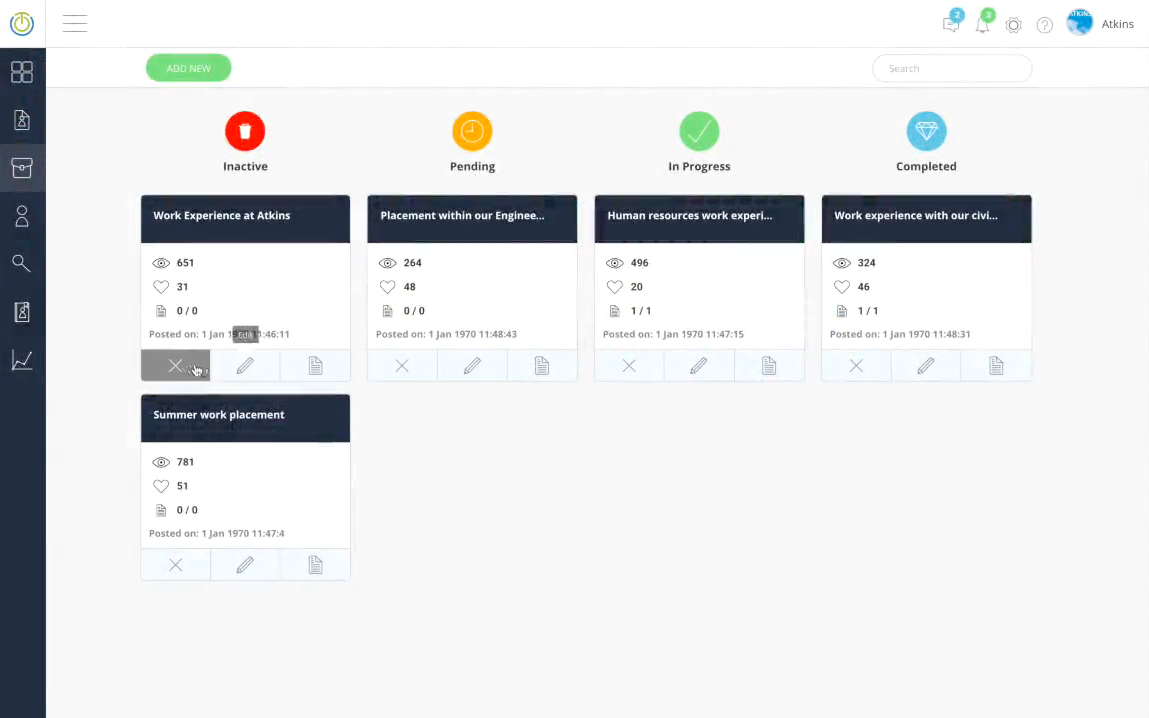 2
3
Atkins
ADD NEW
Search
Inactive
Pending
In Progress
Completed
Work Experience at Atkins
651
31
0 / 0
Posted on: 1 Jan 1970 11:46:11
Edit
Placement within our Enginee...
264
48
0 / 0
Posted on: 1 Jan 1970 11:48:43
Human resources work experi...
496
20
1 / 1
Posted on: 1 Jan 1970 11:47:15
Work experience with our civi...
324
46
1 / 1
Posted on: 1 Jan 1970 11:48:31
Summer work placement
781
51
0 / 0
Posted on: 1 Jan 1970 11:47:4